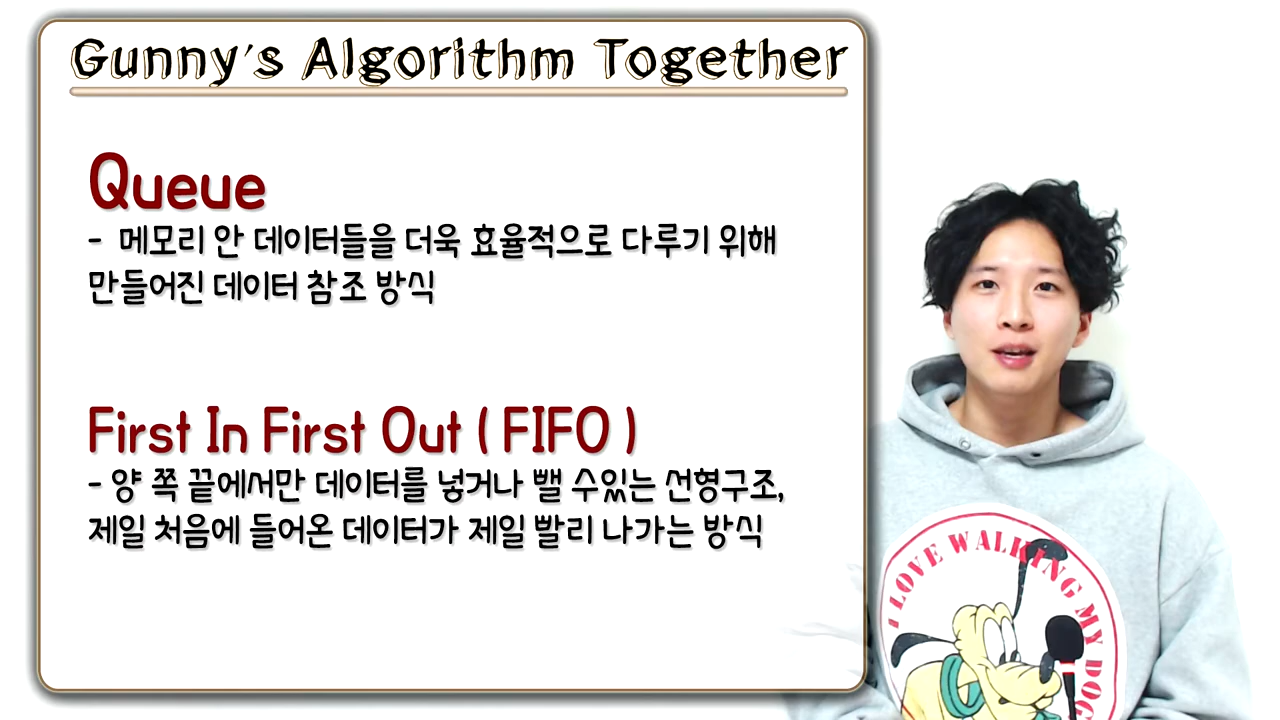 Gunny's Algorithm Together
Queue
- 메모리 안 데이터들을 더욱 효율적으로 다루기 위해
만들어진 데이터 참조 방식
First In First Out ( FIFO )
- 양 쪽 끝에서만 데이터를 넣거나 뺄 수있는 선형구조,
제일 처음에 들어온 데이터가 제일 빨리 나가는 방식
I LOVE WALKING MY DOG